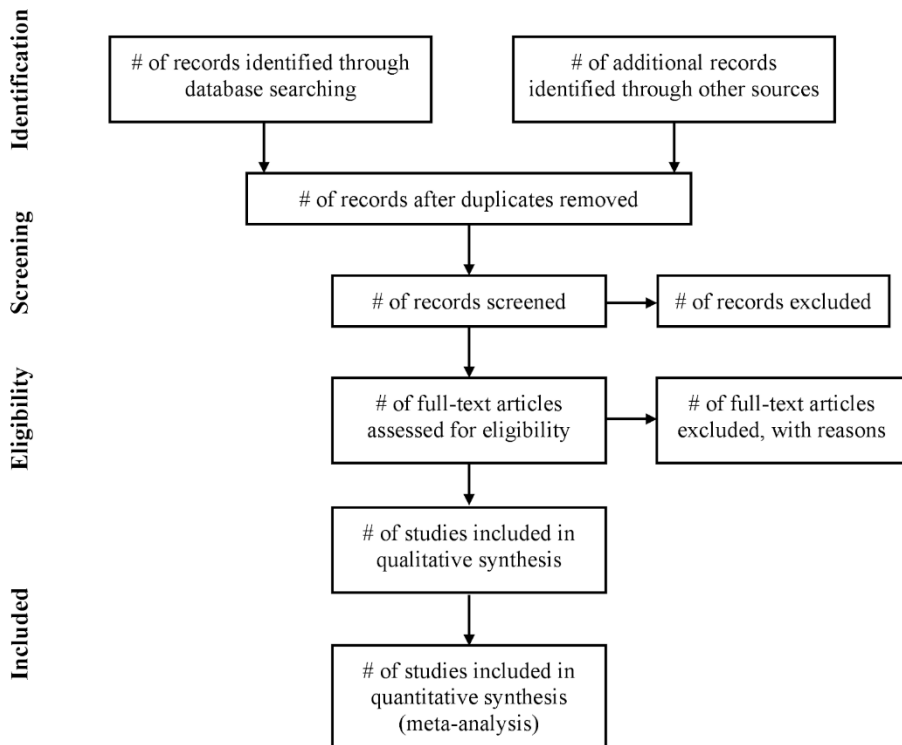 Identification
# of records identified through
database searching
# of additional records
identified through other sources
# of records after duplicates removed
Screening
# of records screened
# of records excluded
Eligibility
# of full-text articles
assessed for eligibility
# of full-text articles
excluded, with reasons
Included
# of studies included in
qualitative synthesis
# of studies included in
quantitative synthesis
(meta-analysis)